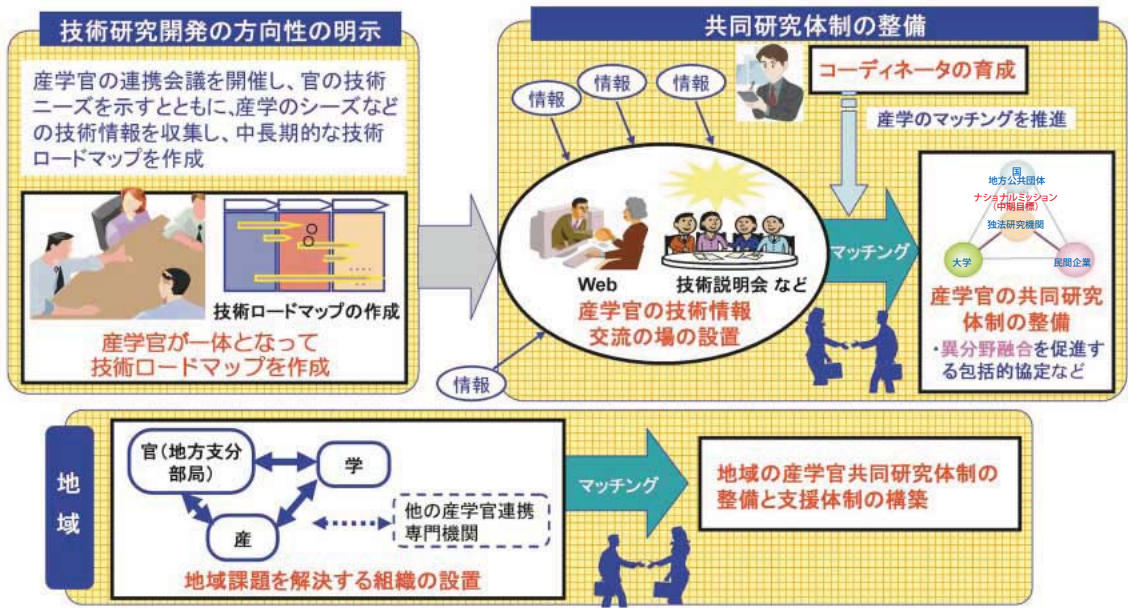 技術研究開発の方向性の明示
産学官の連携会議を開催し、官の技術
ニーズを示すとともに、産学のシーズなど
の技術情報を収集し、中長期的な技術
ロードマップを作成
技術ロードマップの作成
産学官が一体となって
技術ロードマップを作成
共同研究体制の整備
情報
情報
情報
コーディネータの育成
産学のマッチングを推進
Web
技術説明会 など
産学官の技術情報
交流の場の設置
情報
マッチング
国
地方公共団体
ナショナルミッション
(中期目標)
独法研究機関
大学
民間企業
産学官の共同研究
体制の整備
・異分野融合を促進す
る包括的協定など
地域
官(地方支分
部局)
学
産
他の産学官連携
専門機関
地域課題を解決する組織の設置
マッチング
地域の産学官共同研究体制の
整備と支援体制の構築